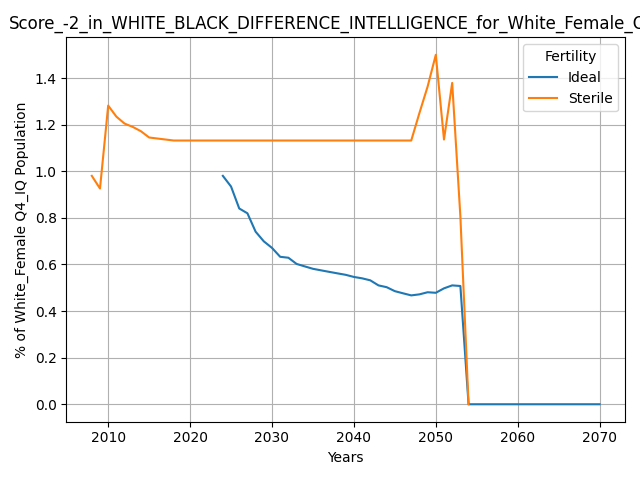 Score_-2_in_WHITE_BLACK_DIFFERENCE_INTELLIGENCE_for_White_Female_
% of White_Female Q4_IQ Population
1.4
1.2
1.0
0.8
0.6
0.4
0.2
0.0
Fertility
Ideal
Sterile
2010 2020 2030 2040 2050 2060 2070
Years